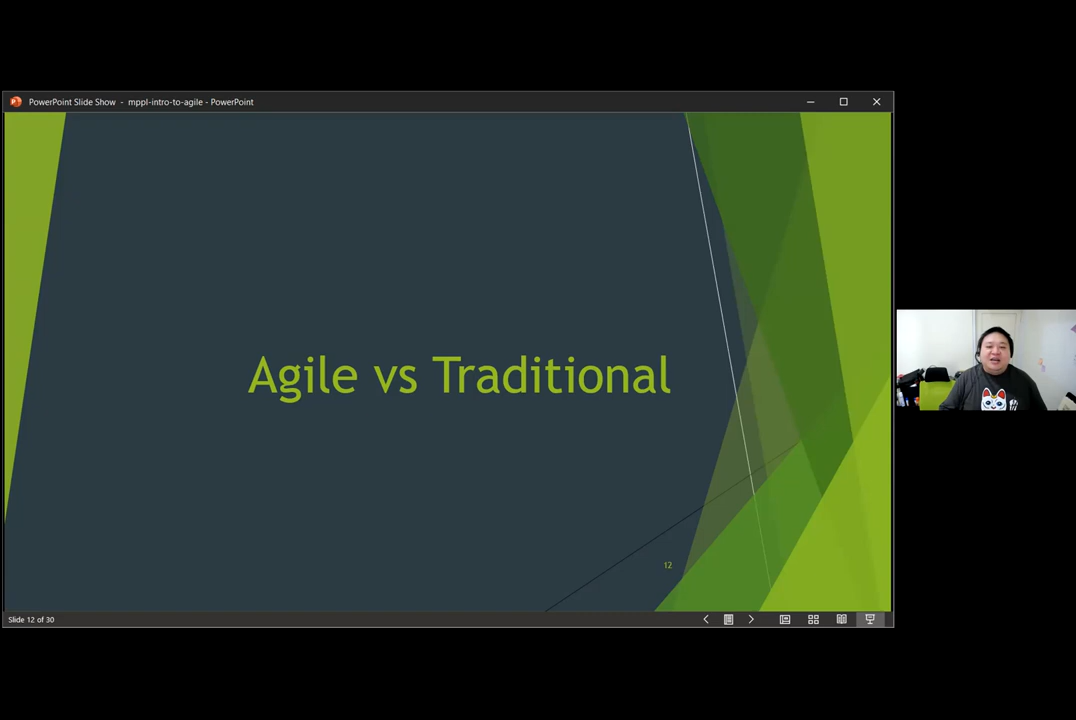 PowerPoint Slide Show - mppl-intro-to-agile - PowerPoint
Agile vs Traditional
12
Slide 12 of 30